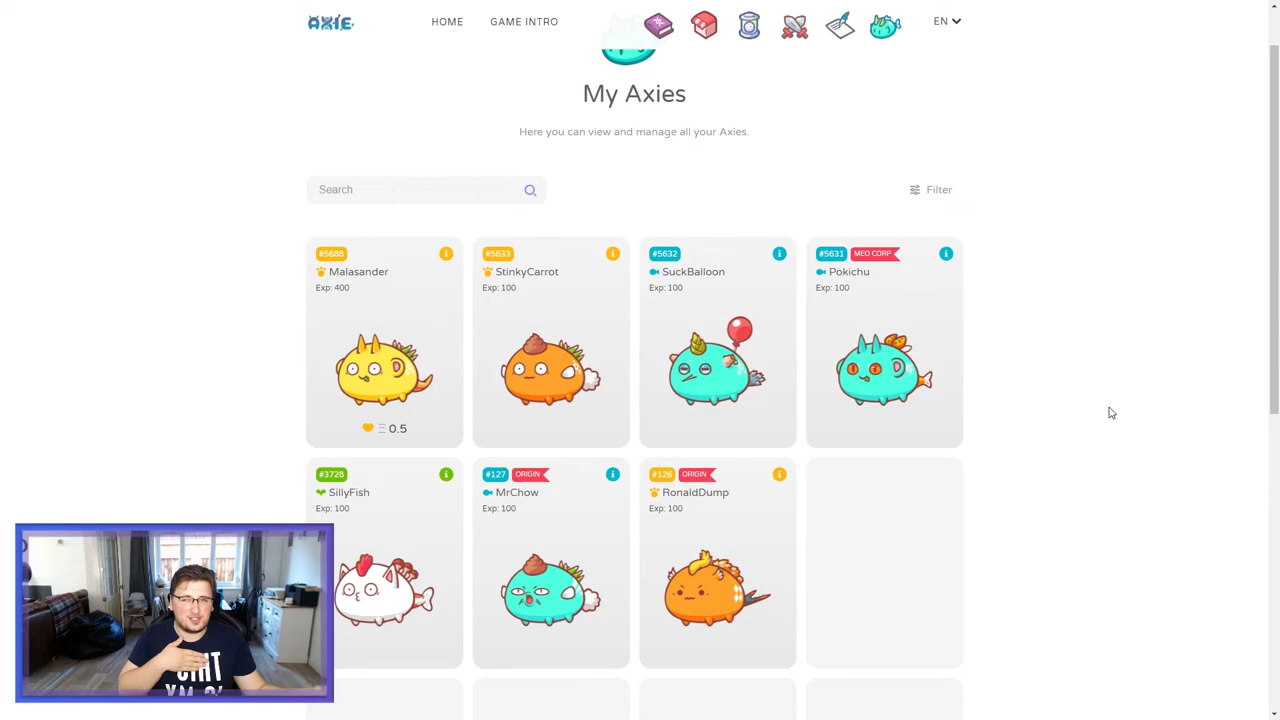 AXIE HOME GAME INTRO EN
My Axies
Here you can view and manage all your Axies.
Search Filter
#5668 #5633 #5632 #5631 MEO CORP
Malasander StinkyCarrot SuckBalloon Pokichu
Exp: 400 Exp: 100 Exp: 100 Exp: 100
0.5
#3728 #127 ORIGIN #126 ORIGIN
SillyFish MrChow RonaldDump
Exp: 100 Exp: 100 Exp: 100